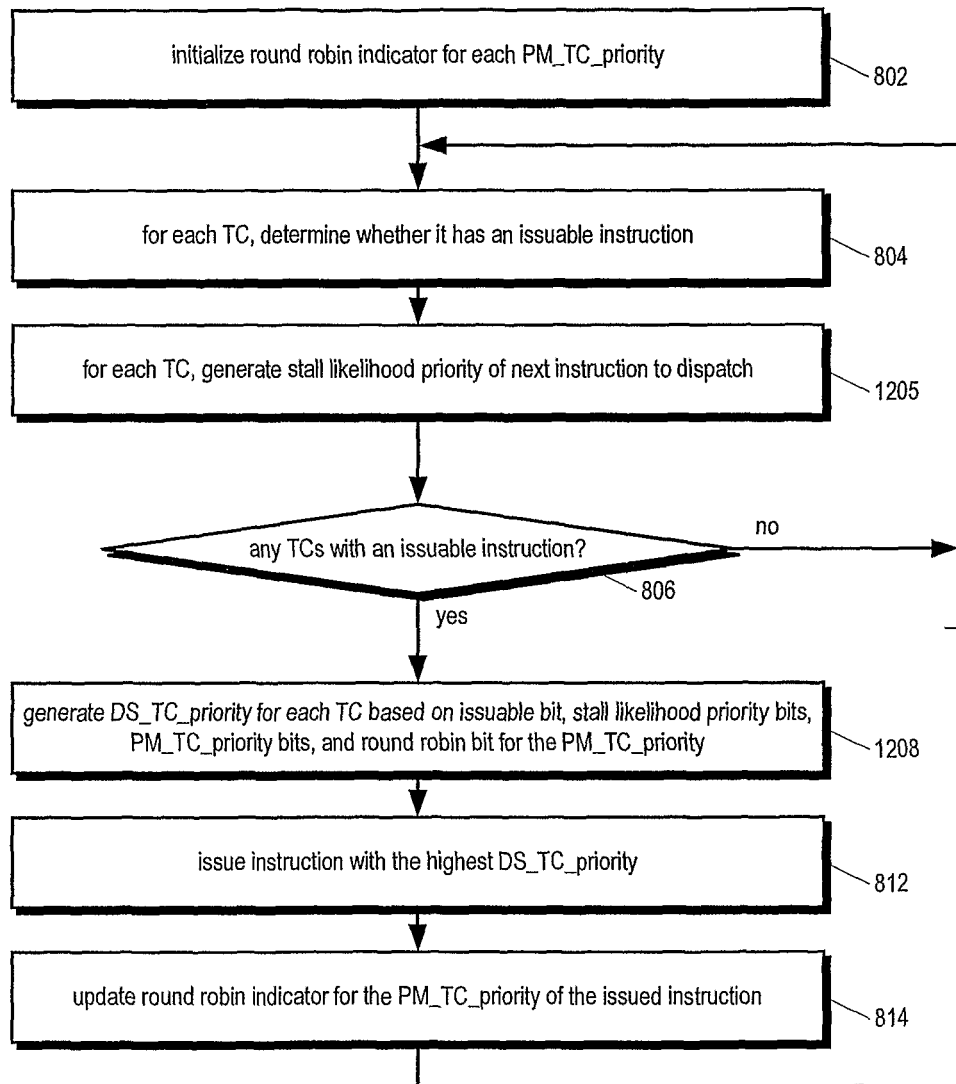 initialize round robin indicator for each PM_TC_priority
802
for each TC, determine whether it has an issuable instruction
804
for each TC, generate stall likelihood priority of next instruction to dispatch
1205
any TCs with an issuable instruction?
no
806
yes
generate DS_TC_priority for each TC based on issuable bit, stall likelihood priority bits,
PM_TC_priority bits, and round robin bit for the PM_TC_priority
1208
issue instruction with the highest DS_TC_priority
812
update round robin indicator for the PM_TC_priority of the issued instruction
814